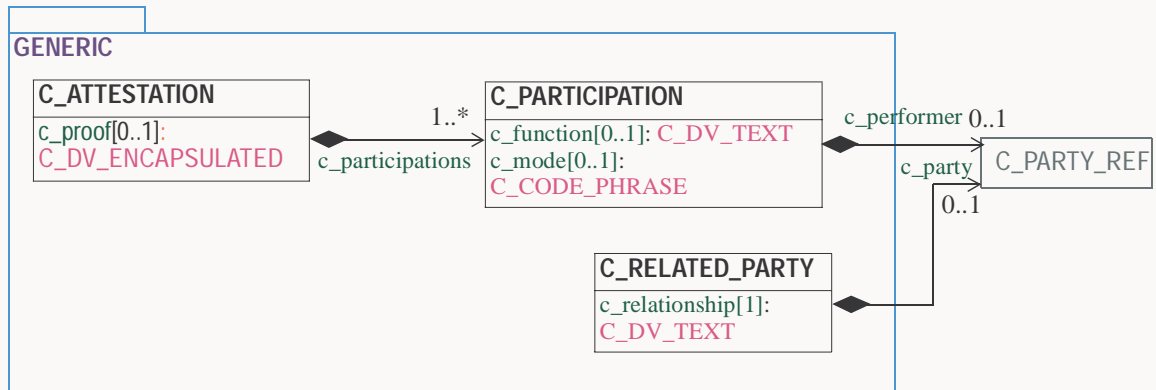 GENERIC
C_ATTESTATION
c_proof[0..1]:
C_DV_ENCAPSULATED
1..*
c_participations
C_PARTICIPATION
c_function[0..1]: C_DV_TEXT
c_mode[0..1]:
C_CODE_PHRASE
c_performer 0..1
C_PARTY_REF
c_party
0..1
C_RELATED_PARTY
c_relationship[1]:
C_DV_TEXT